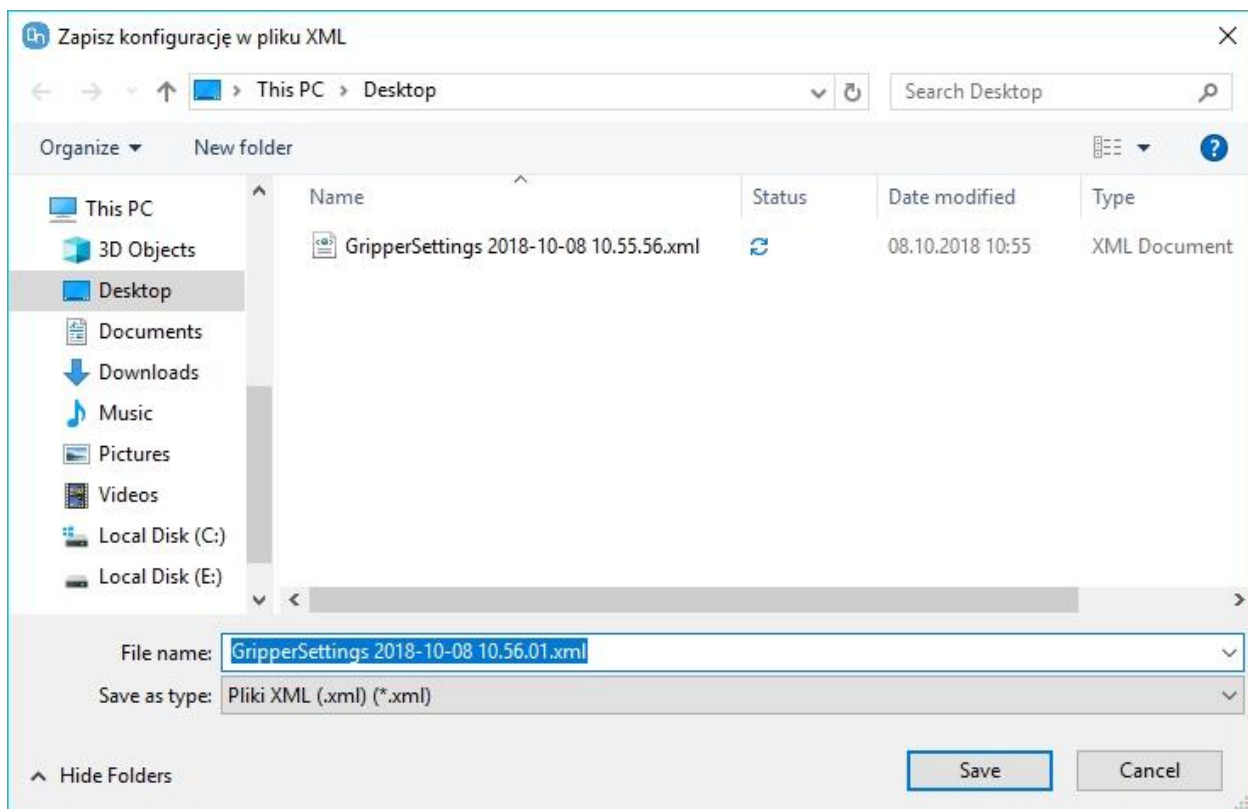 Zapisz konfigurację w pliku XML
This PC > Desktop
Search Desktop
Organize
New folder
?
Name
Status
Date modified
Type
GripperSettings 2018-10-08 10.55.56.xml
08.10.2018 10:55
XML Document
This PC
3D Objects
Desktop
Documents
Downloads
Music
Pictures
Videos
Local Disk (C:)
Local Disk (E:)
File name: GripperSettings 2018-10-08 10.56.01.xml
Save as type: Pliki XML (.xml) (*.xml)
Hide Folders
Save
Cancel